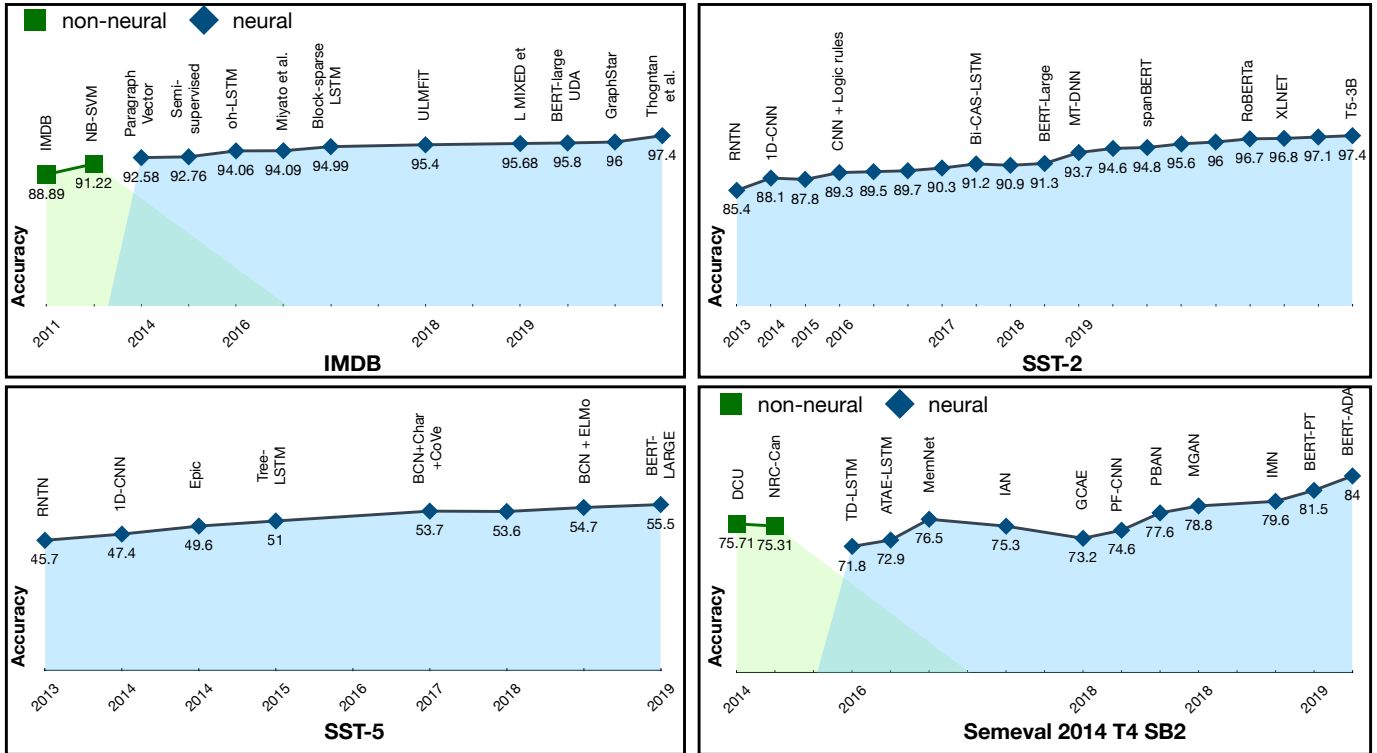 non-neural
neural
IMDB
NB-SVM
Paragraph
Vector
Semi-
supervised
oh-LSTM
Miyato et al.
Block-sparse
LSTM
ULMFiT
L MIXED et
BERT-large
UDA
GraphStar
Thogntan
et al.
88.89
91.22
92.58
92.76
94.06
94.09
94.99
95.4
95.68
95.8
96
97.4
Accuracy
2011
2014
2016
2018
2019
IMDB
RNTN
1D-CNN
CNN + Logic rules
Bi-CAS-LSTM
BERT-Large
MT-DNN
spanBERT
RoBERTa
XLNET
T5-3B
85.4
88.1
87.8
89.3
89.5
89.7
90.3
91.2
90.9
91.3
93.7
94.6
94.8
95.6
96
96.7
96.8
97.1
97.4
Accuracy
2013
2014
2015
2016
2017
2018
2019
SST-2
RNTN
1D-CNN
Epic
Tree-
LSTM
BCN+Char
+CoVe
BCN + ELMo
BERT-
LARGE
45.7
47.4
49.6
51
53.7
53.6
54.7
55.5
Accuracy
2013
2014
2014
2015
2016
2017
2018
2019
SST-5
non-neural
neural
DCU
NRC-Can
TD-LSTM
ATAE-LSTM
MemNet
IAN
GCAE
PF-CNN
PBAN
MGAN
IMN
BERT-PT
BERT-ADA
75.71
75.31
71.8
72.9
76.5
75.3
73.2
74.6
77.6
78.8
79.6
81.5
84
Accuracy
2014
2016
2018
2018
2019
Semeval 2014 T4 SB2